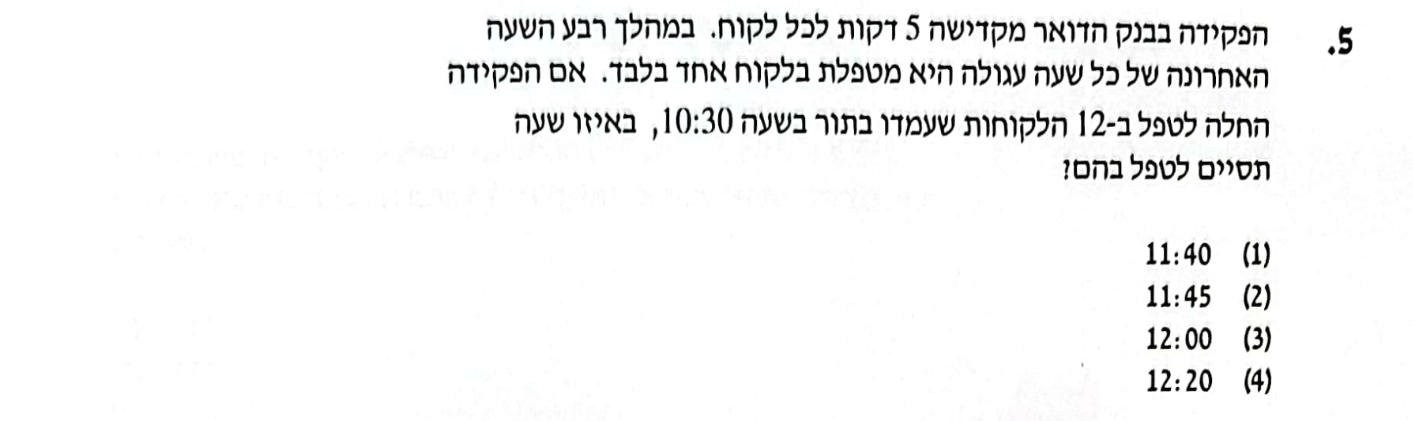 5. הפקידה בבנק הדואר מקדישה 5 דקות לכל לקוח. במהלך רבע השעה
האחרונה של כל שעה עגולה היא מטפלת בלקוח אחד בלבד. אם הפקידה
החלה לטפל ב-12 הלקוחות שעמדו בתור בשעה 10:30, באיזו שעה
תסיים לטפל בהם?
(1) 11:40
(2) 11:45
(3) 12:00
(4) 12:20